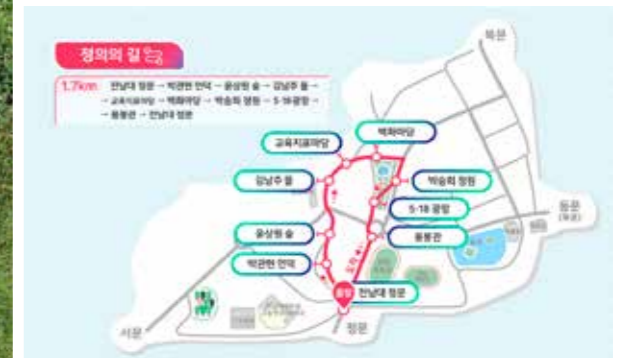 정의의 길
1.7km 전남대 정문 → 박관현 언덕 → 윤상원 숲 → 김남주 뜰 →
→ 교육지표마당 → 벽화마당 → 박승희 정원 → 5·18 광장 →
→ 용봉관 → 전남대 정문
북문
벽화마당
교육지표마당
김남주 뜰
박승희 정원
5·18 광장
동문
윤상원 숲
용봉관
박관현 언덕
도착
출발
전남대 정문
서문
정문